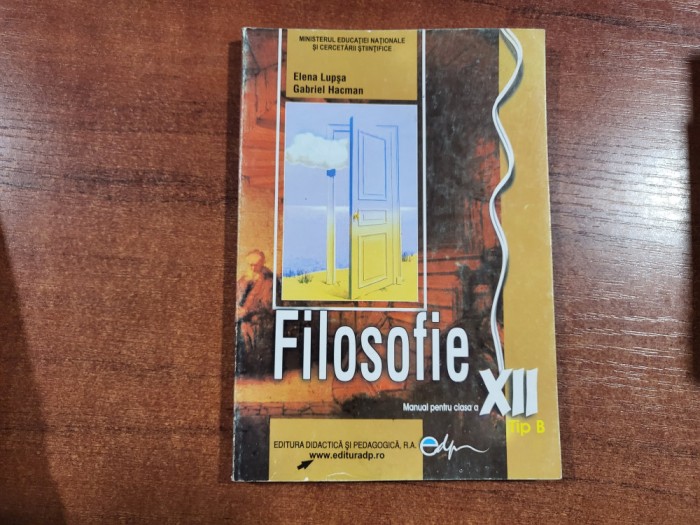 MINISTERUL EDUCAȚIEI NAȚIONALE
ȘI CERCETĂRII ȘTIINȚIFICE
Elena Lupșa
Gabriel Hacman
Filosofie
Manual pentru clasa a XII
Tip B
EDITURA DIDACTICĂ ȘI PEDAGOGICĂ, R.A.
www.edituradp.ro
edp